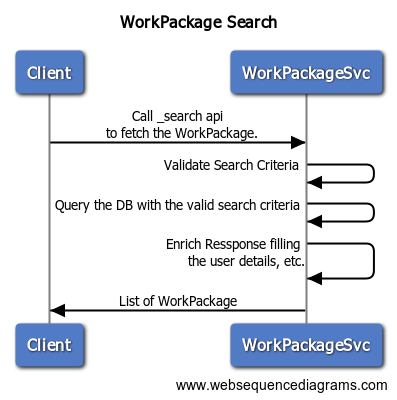 WorkPackage Search
Client
WorkPackageSvc
Call _search api
to fetch the WorkPackage.
Validate Search Criteria
Query the DB with the valid search criteria
Enrich Ressponse filling
the user details, etc.
List of WorkPackage
Client
WorkPackageSvc
www.websequencediagrams.com